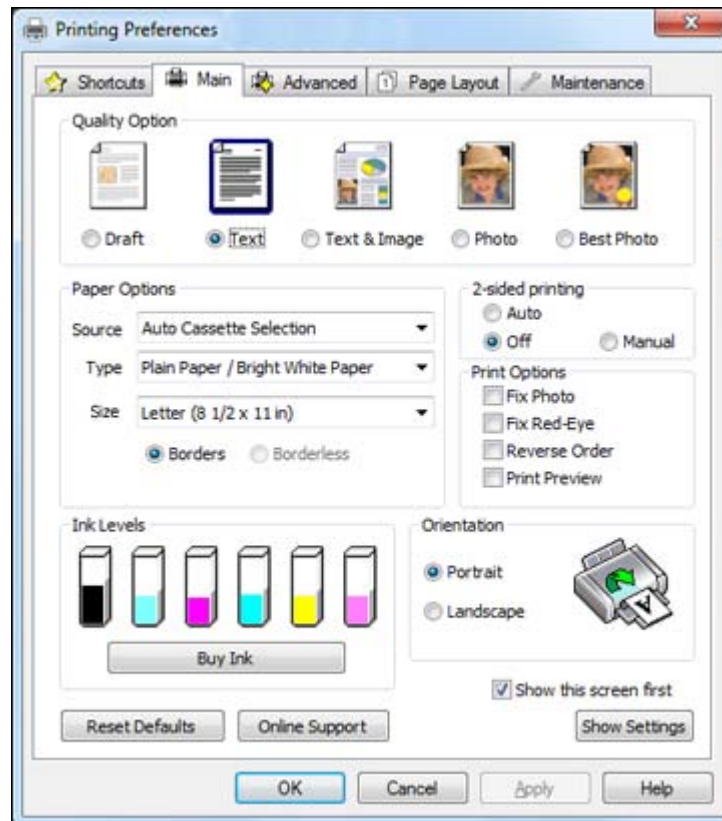 Printing Preferences
Shortcuts Main Advanced 1 Page Layout Maintenance
Quality Option
Draft Text Text & Image Photo Best Photo
Paper Options
Source Auto Cassette Selection
Type Plain Paper / Bright White Paper
Size Letter (8 1/2 x 11 in)
Borders Borderless
2-sided printing
Auto
Off Manual
Print Options
Fix Photo
Fix Red-Eye
Reverse Order
Print Preview
Ink Levels
Buy Ink
Orientation
Portrait
Landscape
A
Show this screen first
Reset Defaults Online Support Show Settings
OK Cancel Apply Help